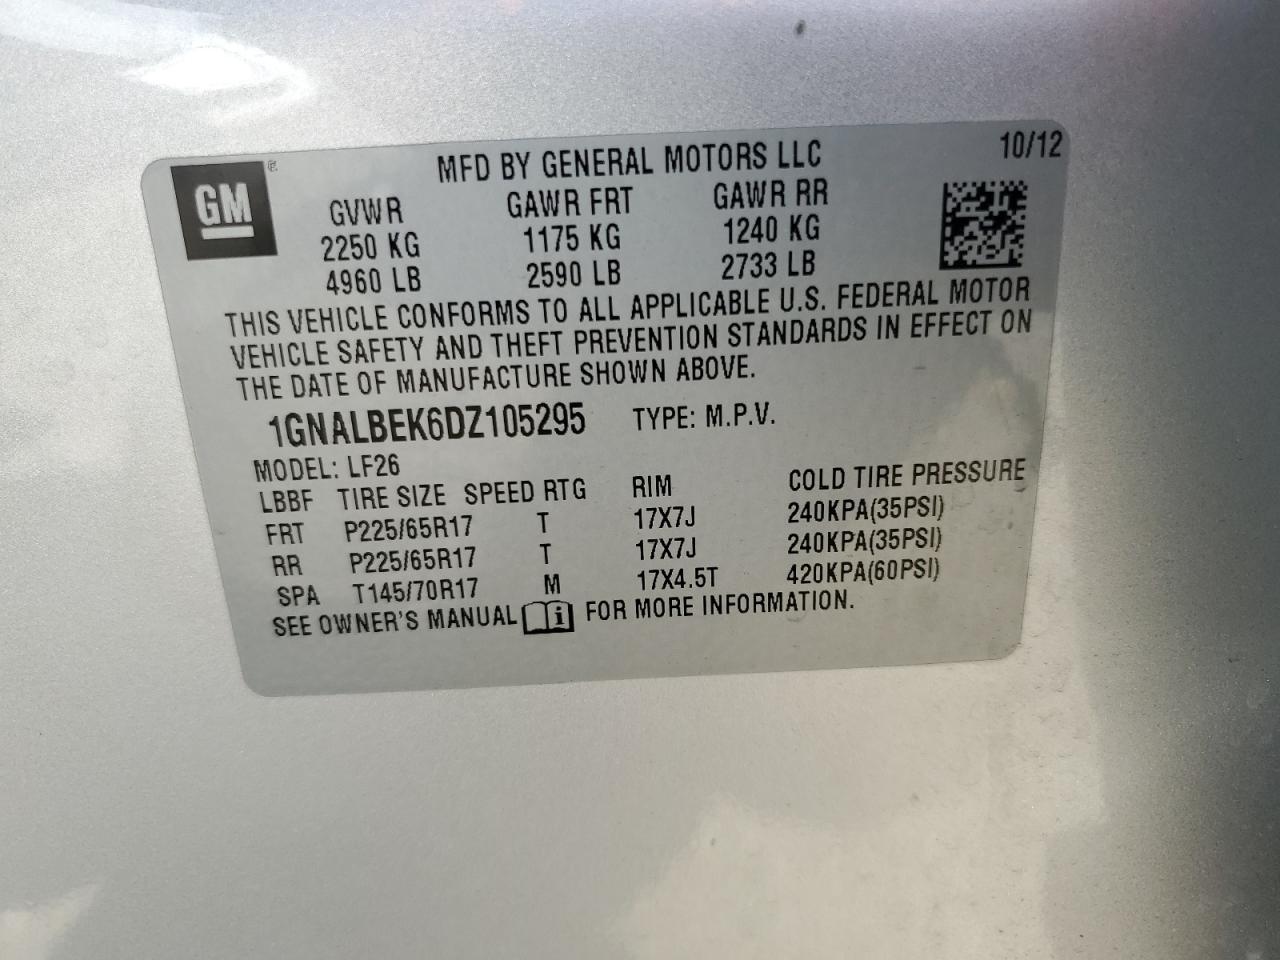 10/12
GM ®
MFD BY GENERAL MOTORS LLC
GVWR GAWR FRT GAWR RR
2250 KG 1175 KG 1240 KG
4960 LB 2590 LB 2733 LB
THIS VEHICLE CONFORMS TO ALL APPLICABLE U.S. FEDERAL MOTOR
VEHICLE SAFETY AND THEFT PREVENTION STANDARDS IN EFFECT ON
THE DATE OF MANUFACTURE SHOWN ABOVE.
1GNALBEK6DZ105295 TYPE: M.P.V.
MODEL: LF26
LBBF TIRE SIZE SPEED RTG RIM COLD TIRE PRESSURE
FRT P225/65R17 T 17X7J 240KPA(35PSI)
RR P225/65R17 T 17X7J 240KPA(35PSI)
SPA T145/70R17 M 17X4.5T 420KPA(60PSI)
SEE OWNER'S MANUAL i FOR MORE INFORMATION.